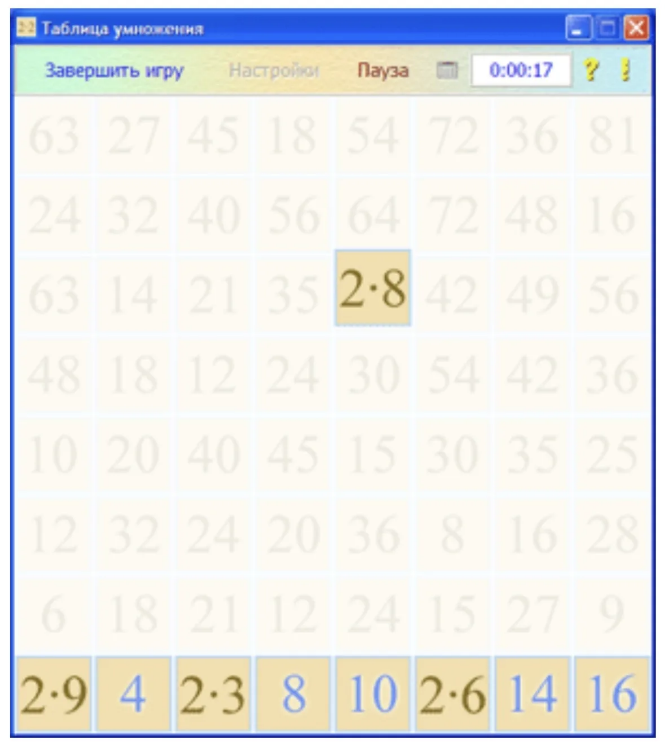 2·2 Таблица умножения
Завершить игру Настройки Пауза 0:00:17 ?
63 27 45 18 54 72 36 81
24 32 40 56 64 72 48 16
63 14 21 35 2·8 42 49 56
48 18 12 24 30 54 42 36
10 20 40 45 15 30 35 25
12 32 24 20 36 8 16 28
6 18 21 12 24 15 27 9
2·9 4 2·3 8 10 2·6 14 16